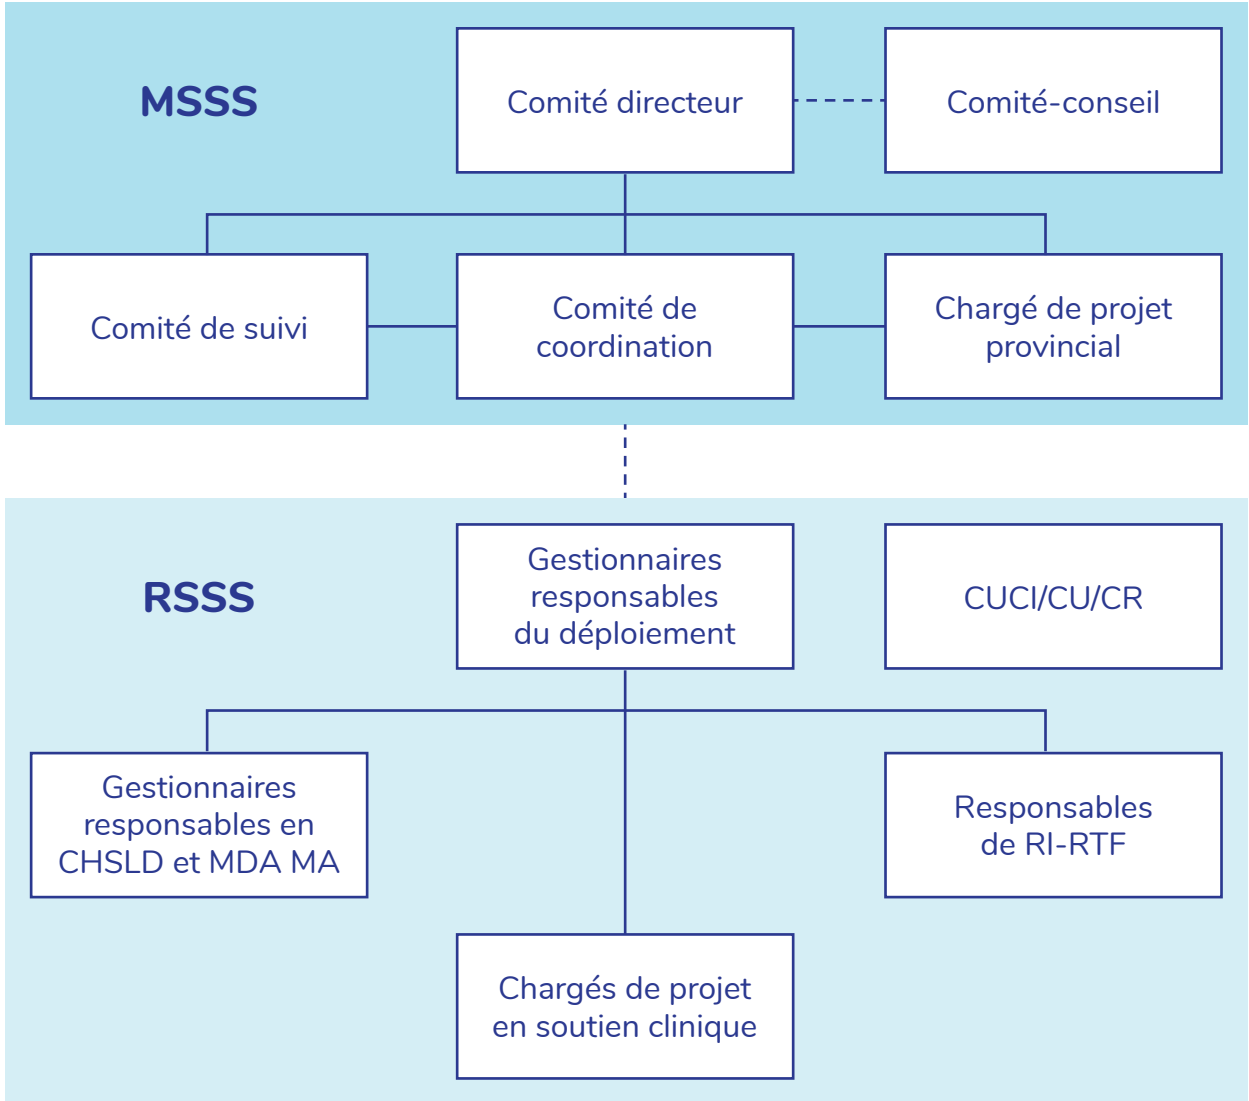 MSSS
Comité directeur
Comité-conseil
Comité de suivi
Comité de
coordination
Chargé de projet
provincial
RSSS
Gestionnaires
responsables
du déploiement
CUCI/CU/CR
Gestionnaires
responsables en
CHSLD et MDA MA
Responsables
de RI-RTF
Chargés de projet
en soutien clinique